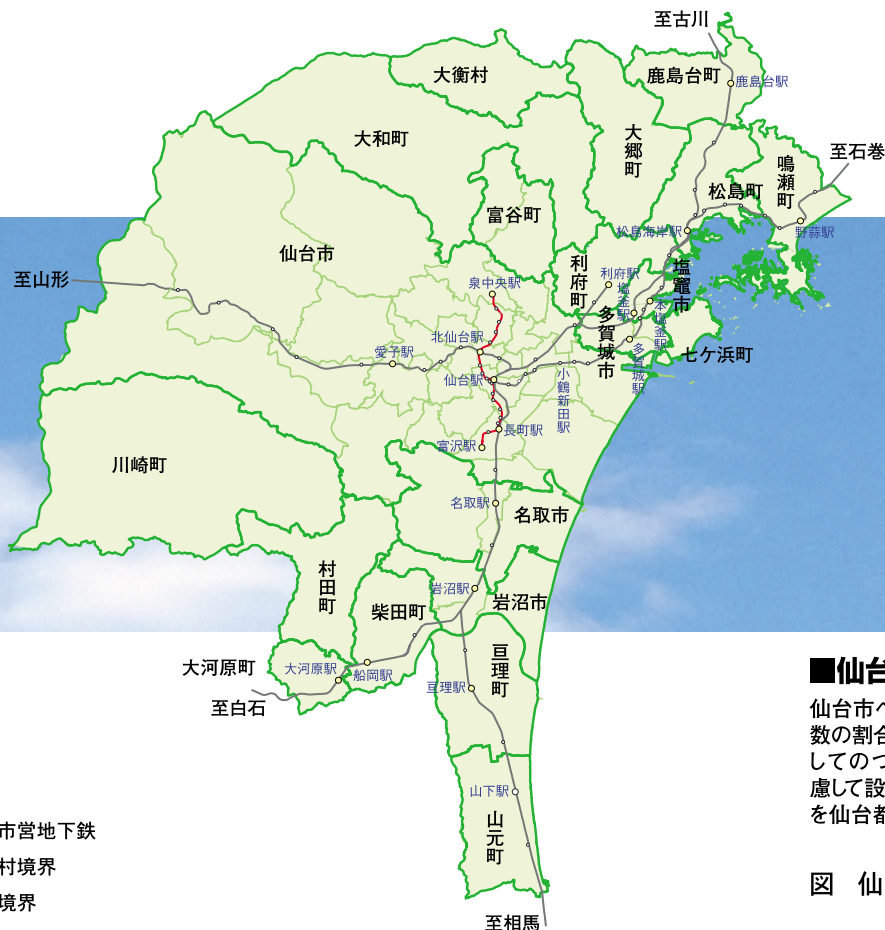 至古川
大衡村
鹿島台町
鹿島台駅
大和町
大郷町
至石巻
鳴瀬町
松島町
富谷町
松島海岸駅
野蒜駅
仙台市
利府町
利府駅
塩竈市
至山形
泉中央駅
塩釜駅
本塩釜駅
多賀城市
北仙台駅
愛子駅
七ケ浜町
多賀城駅
仙台駅
小鶴新田駅
長町駅
富沢駅
川崎町
名取駅
名取市
村田町
岩沼駅
柴田町
岩沼市
大河原町
大河原駅
船岡駅
亘理町
亘理駅
至白石
山下駅
山元町
至相馬
市営地下鉄
村境界
境界
■仙台
仙台市へ
数の割合
してのつ
慮して設
を仙台都
図 仙